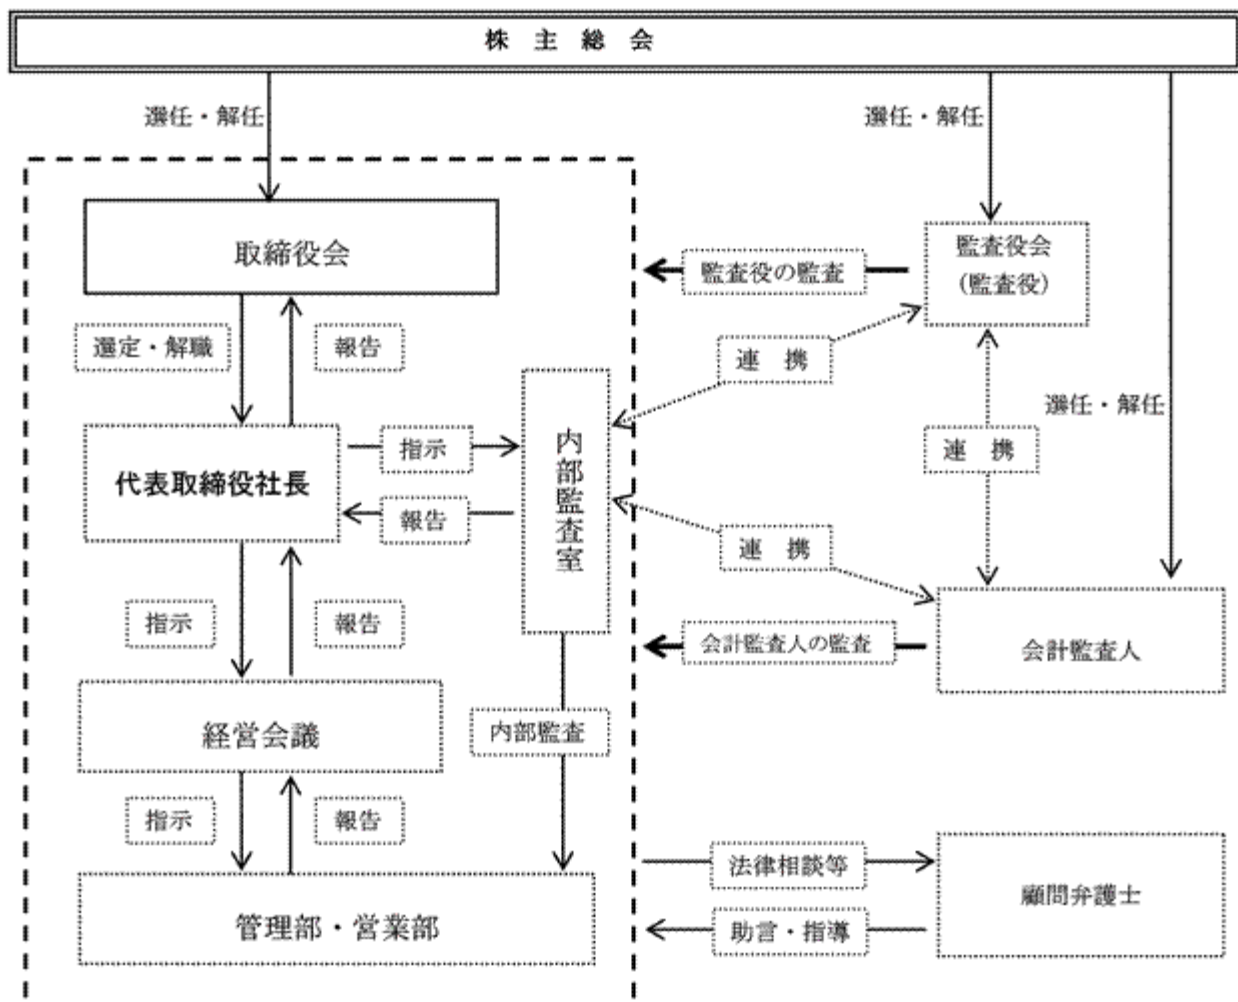 株 主 総 会
選任・解任
選任・解任
取締役会
監査役会
（監査役）
監査役の監査
選定・解職
報告
連 携
選任・解任
内部監査室
指示
連 携
代表取締役社長
報告
連 携
指示
報告
会計監査人の監査
会計監査人
経営会議
内部監査
指示
報告
法律相談等
顧問弁護士
管理部・営業部
助言・指導